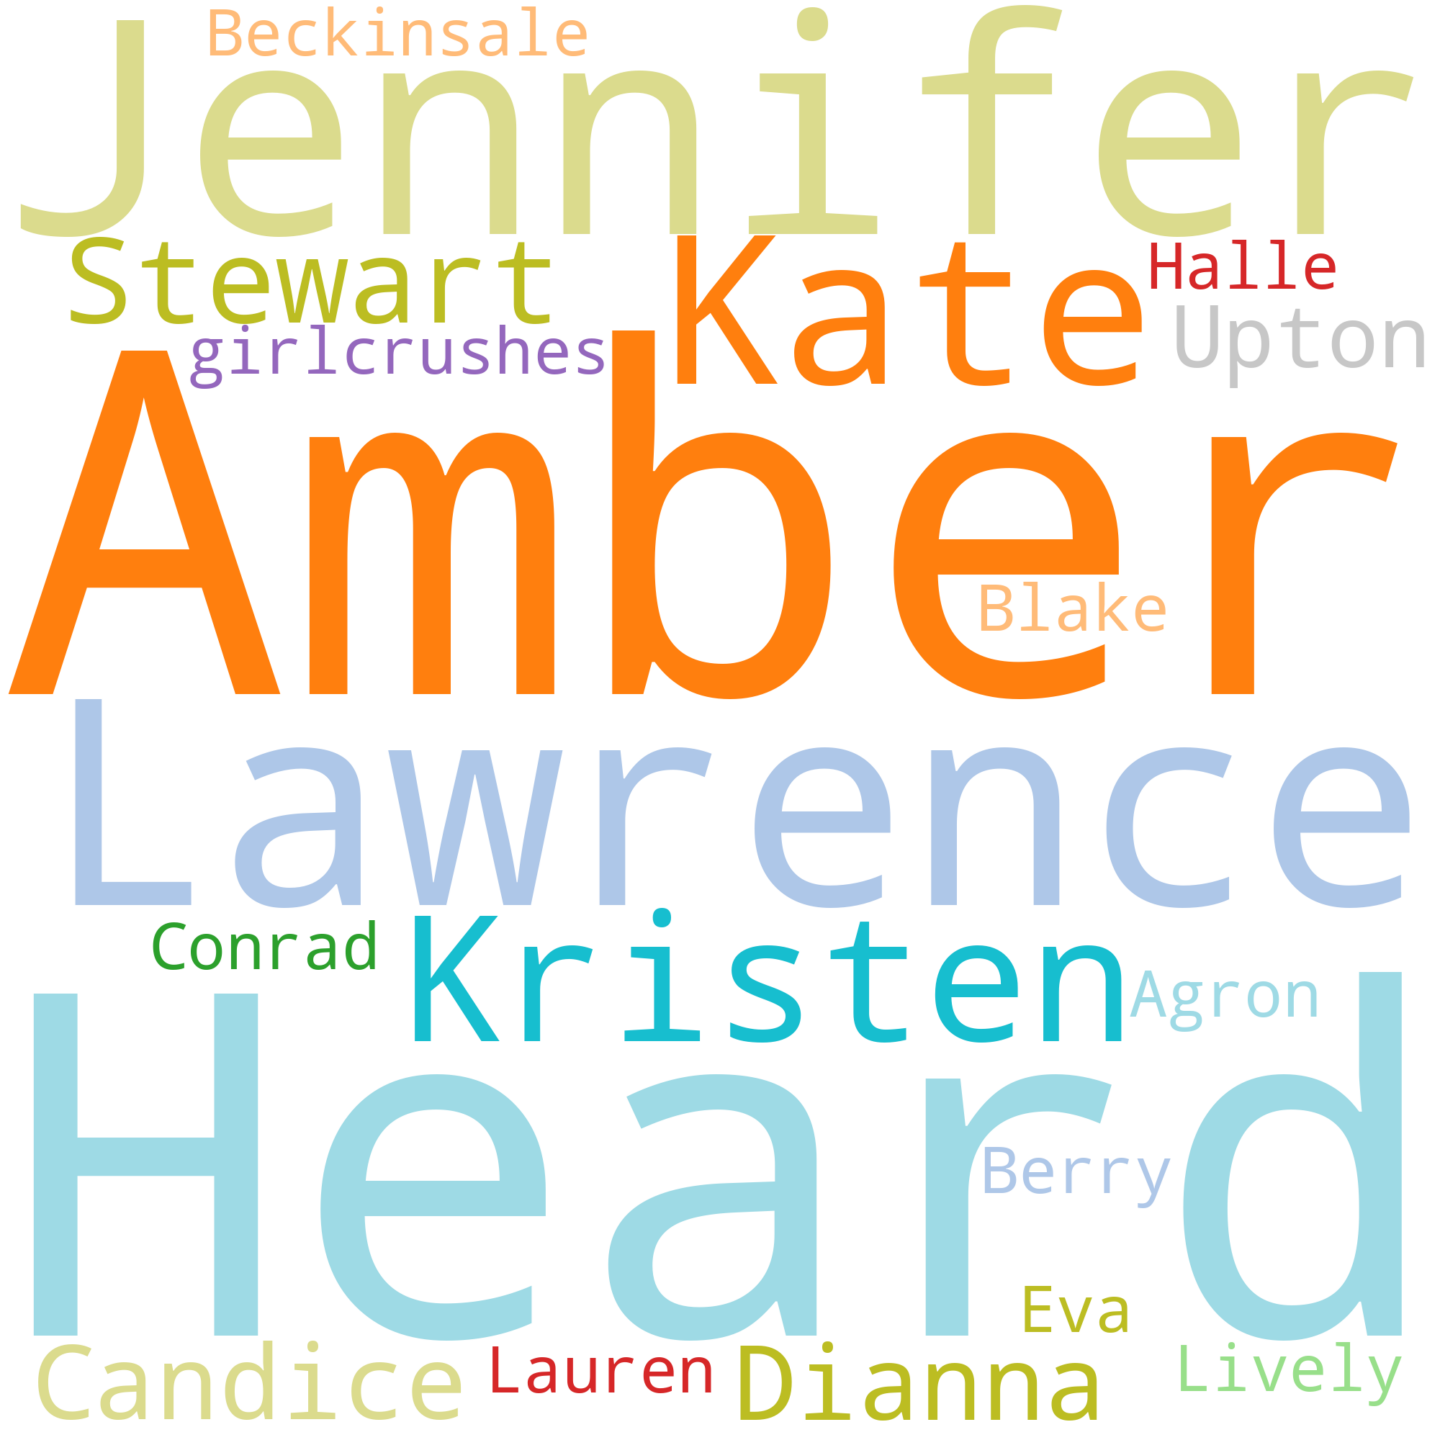 Beckinsale
Jennifer
Stewart
Kate
Halle
Upton
girlcrushes
Amber
Blake
Lawrence
Conrad
Kristen
Agron
Heard
Berry
Eva
Candice
Lauren
Dianna
Lively